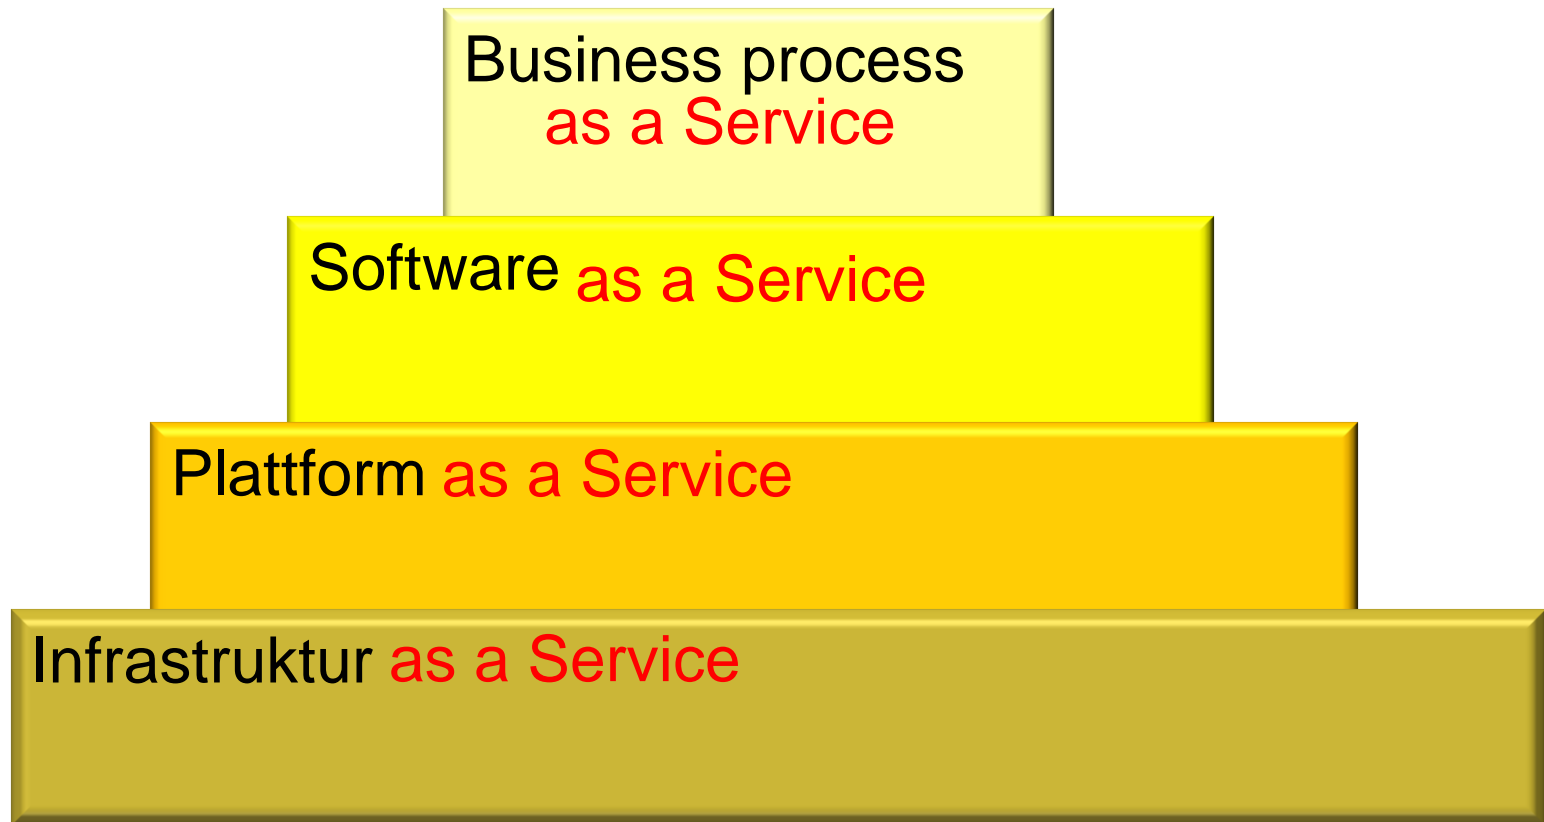 Business process
as a Service
Software as a Service
Plattform as a Service
Infrastruktur as a Service